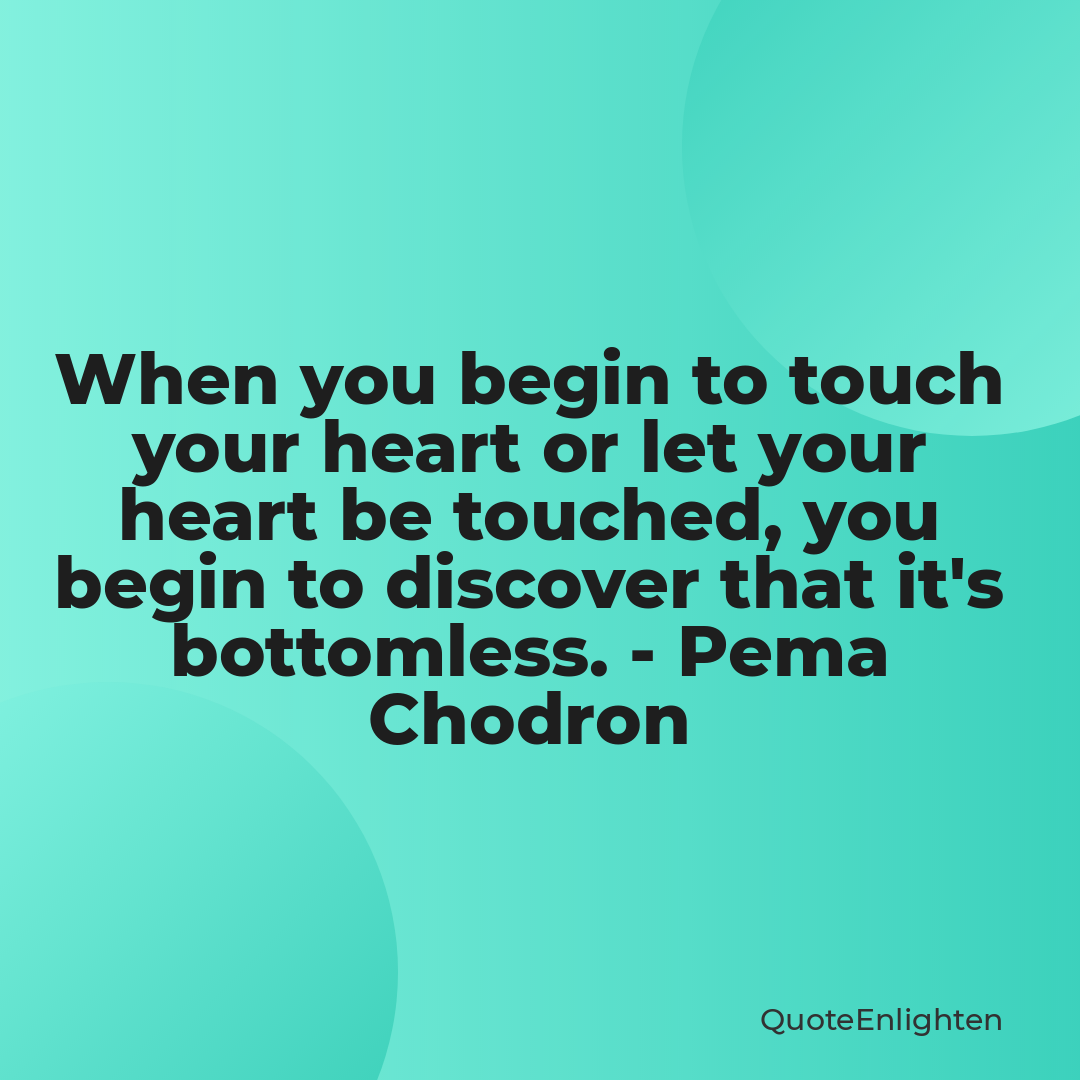 When you begin to touch
your heart or let your
heart be touched, you
begin to discover that it's
bottomless. - Pema
Chodron
QuoteEnlighten